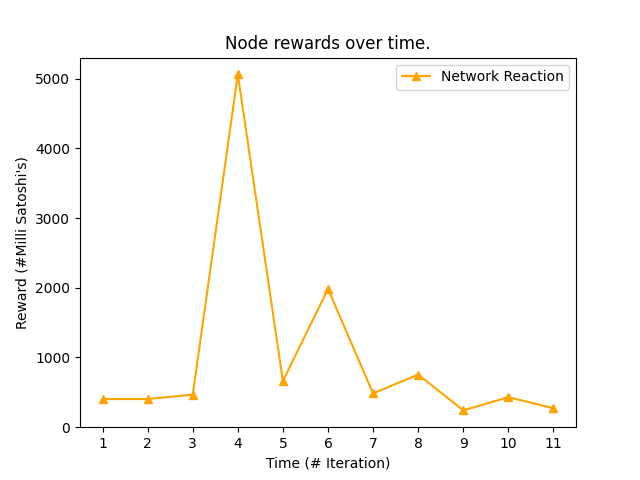 Node rewards over time.
Network Reaction
Reward (#Milli Satoshi's)
5000
4000
3000
2000
1000
0
1 2 3 4 5 6 7 8 9 10 11
Time (# Iteration)